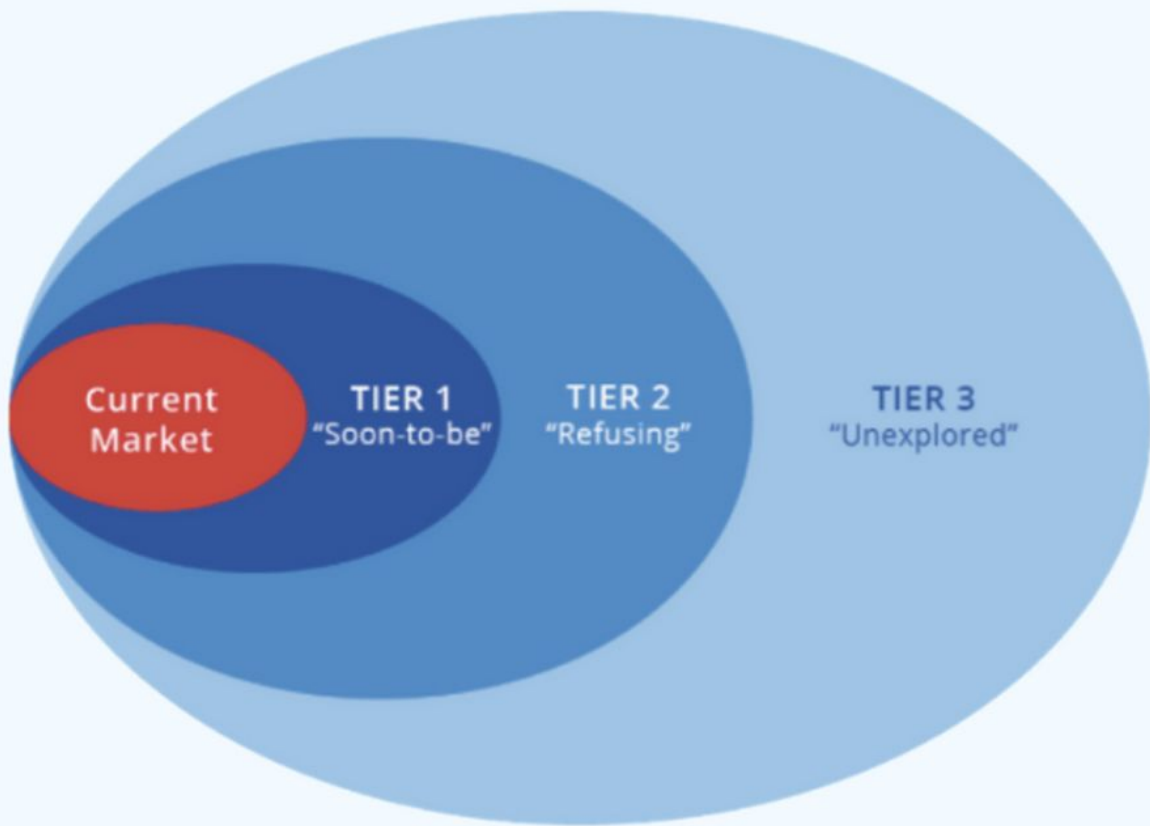 Current
Market
TIER 1
“Soon-to-be”
TIER 2
“Refusing”
TIER 3
“Unexplored”